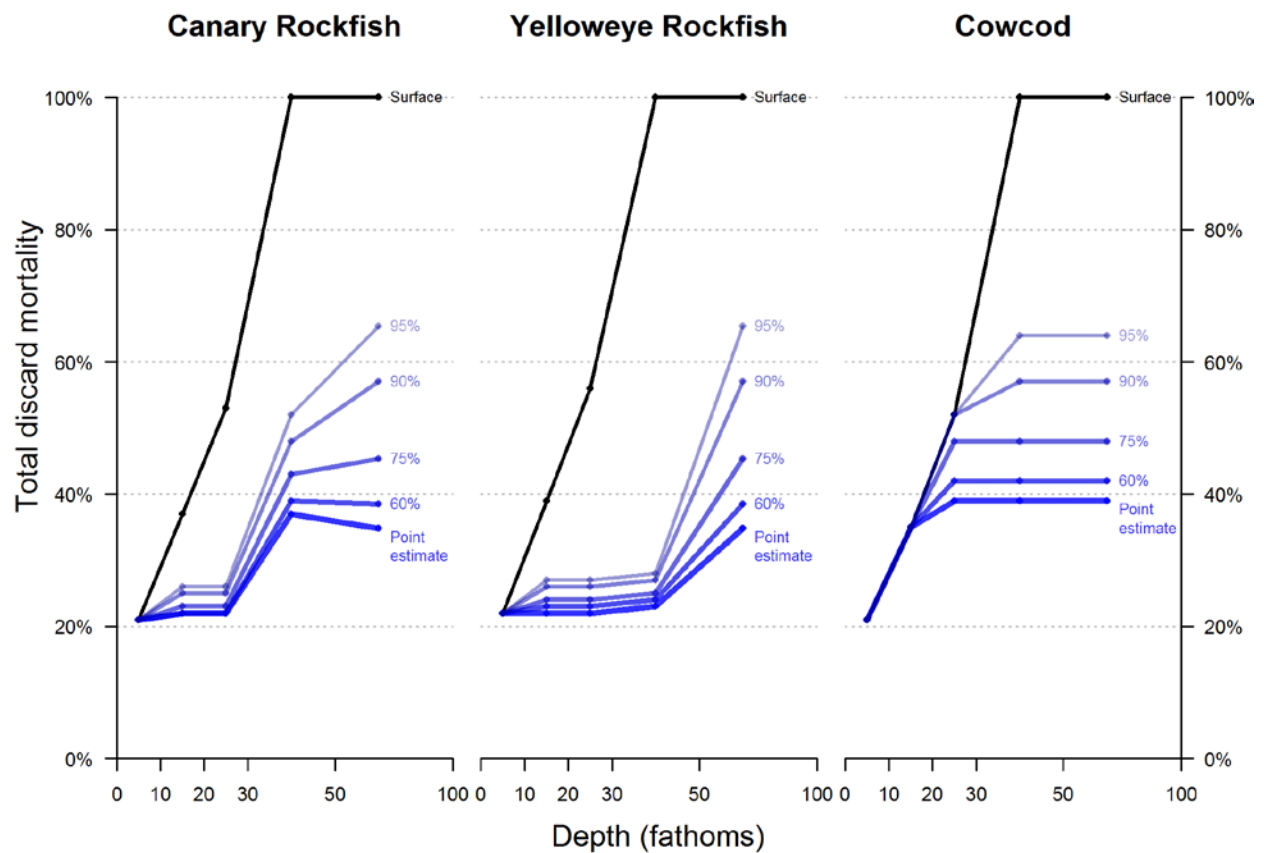 Canary Rockfish
Yelloweye Rockfish
Cowcod
Total discard mortality
100%
80%
60%
40%
20%
0%
Surface
95%
90%
75%
60%
Point
estimate
0 10 20 30 50 100
Surface
95%
90%
75%
60%
Point
estimate
0 10 20 30 50 100
Surface
95%
90%
75%
60%
Point
estimate
0 10 20 30 50 100
100%
80%
60%
40%
20%
0%
Depth (fathoms)